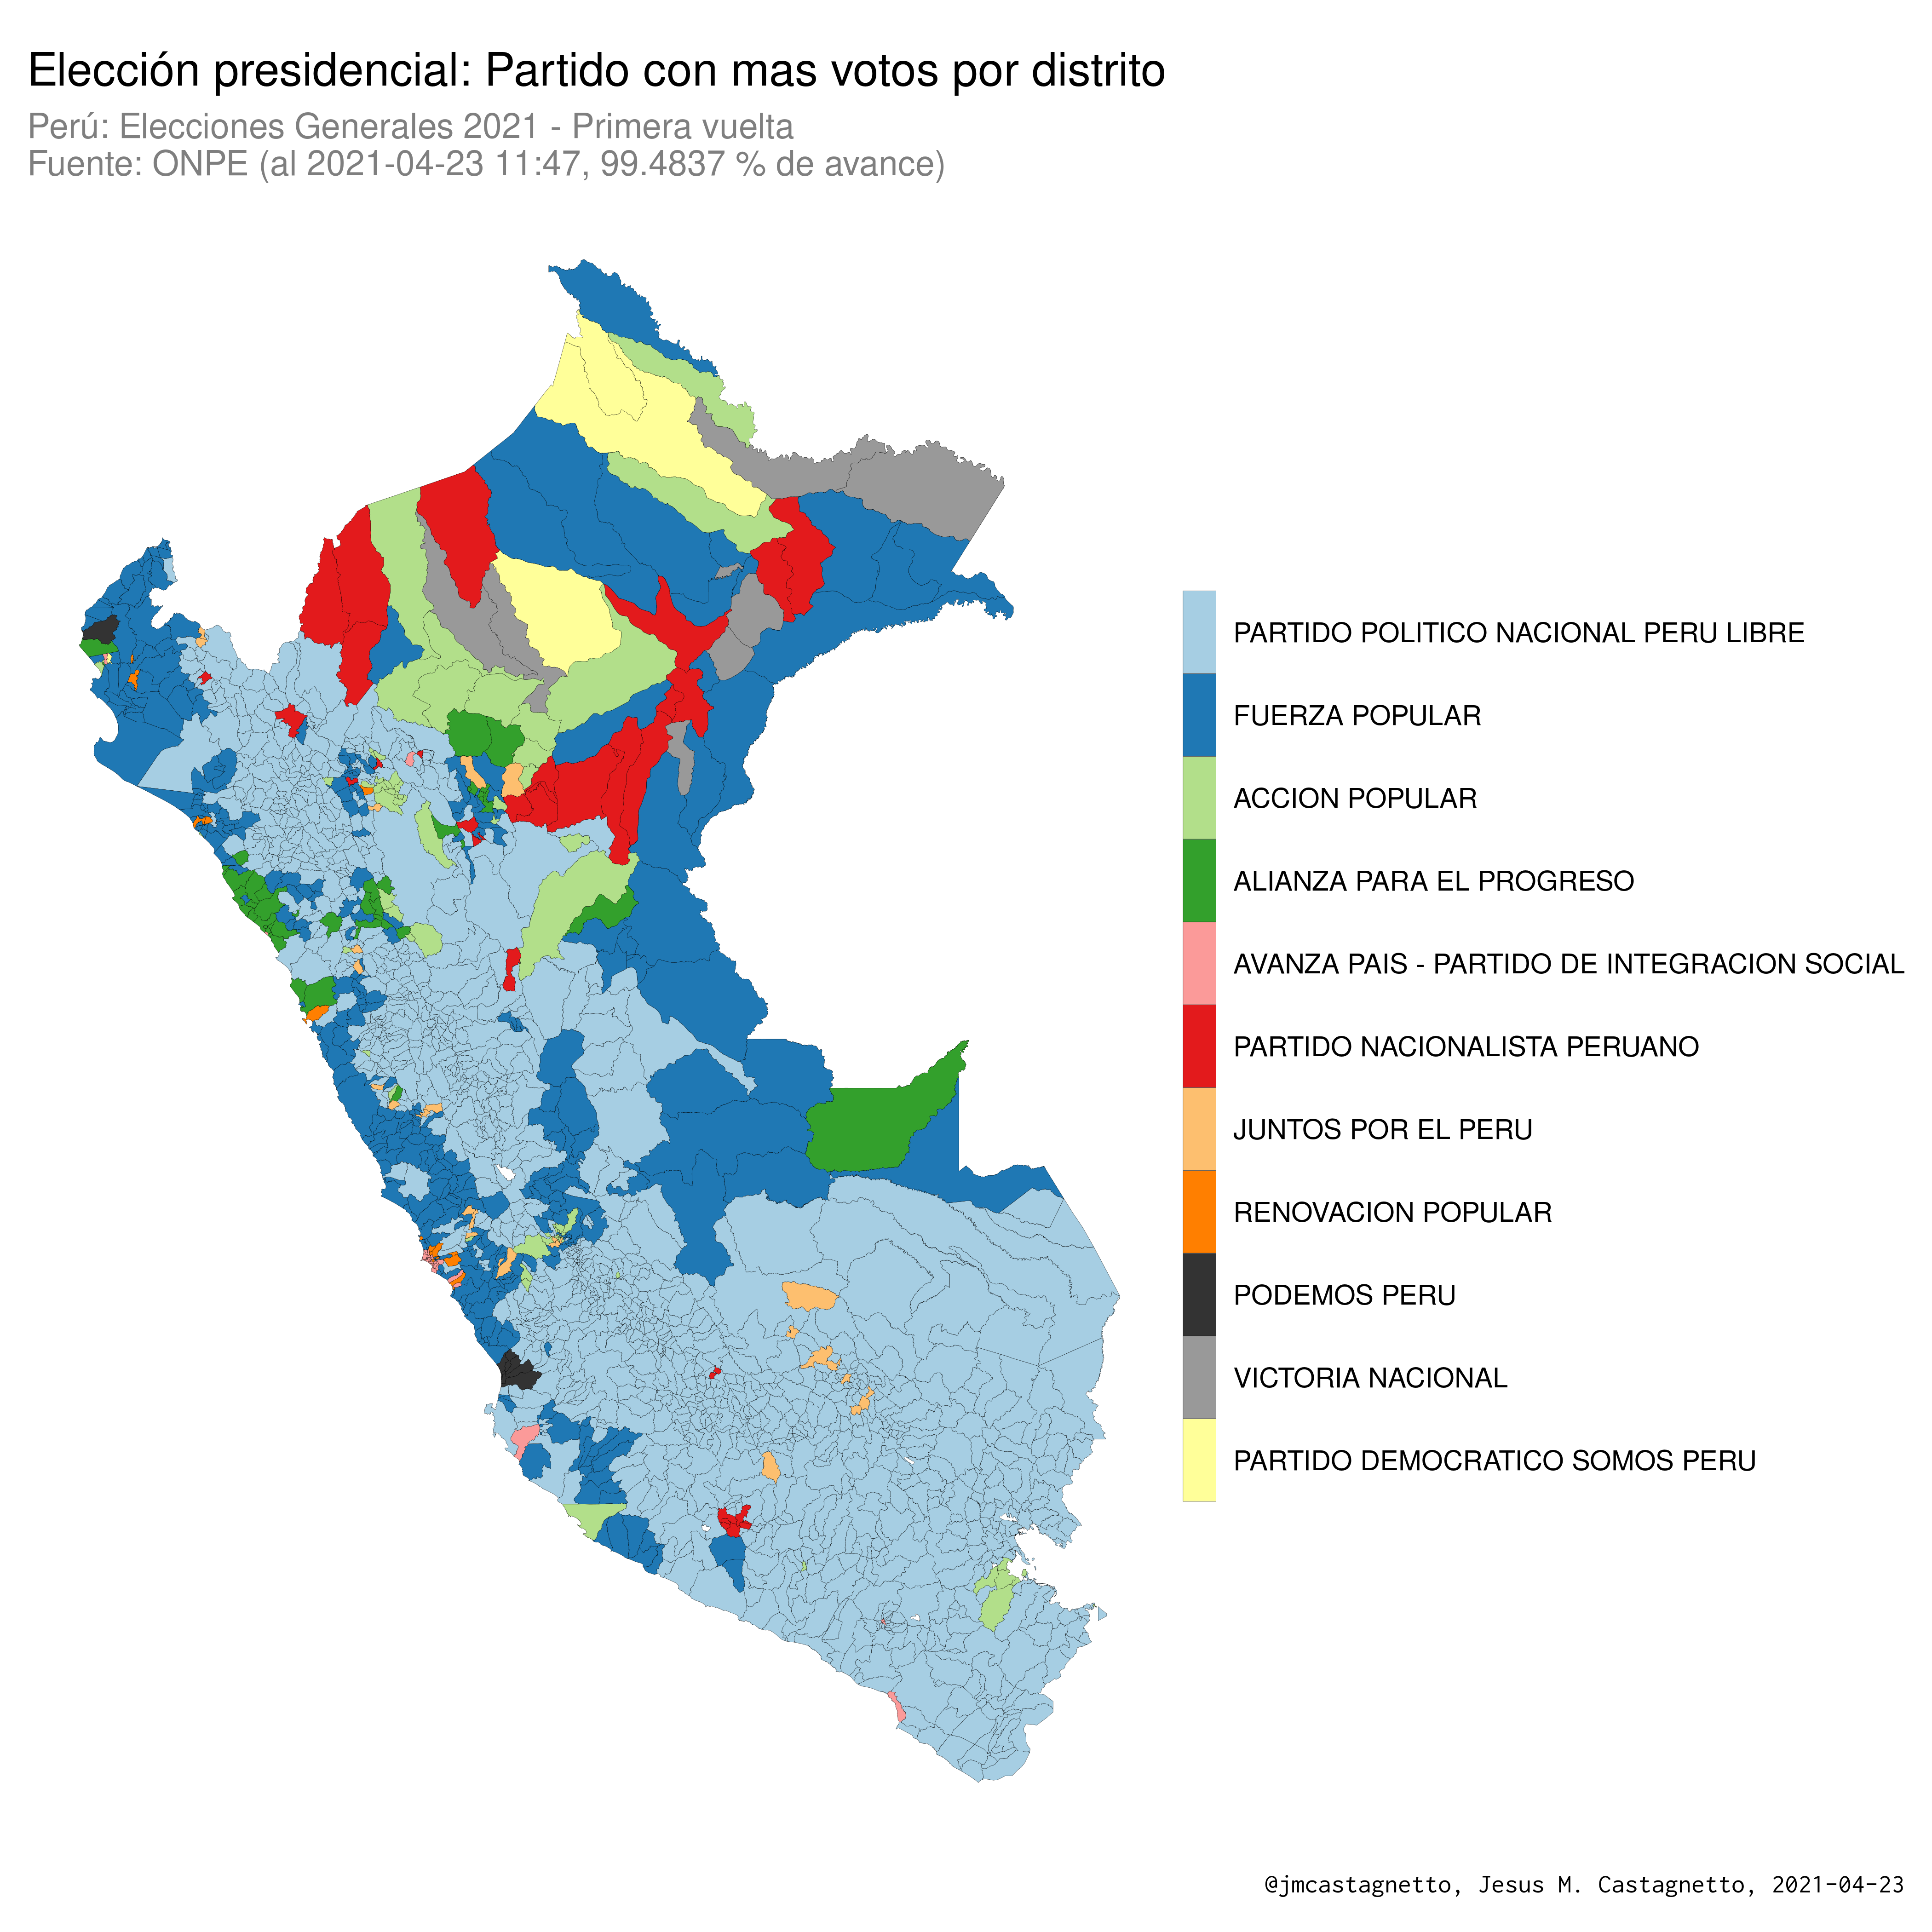 Elección presidencial: Partido con mas votos por distrito
Perú: Elecciones Generales 2021 - Primera vuelta
Fuente: ONPE (al 2021-04-23 11:47, 99.4837 % de avance)
PARTIDO POLITICO NACIONAL PERU LIBRE
FUERZA POPULAR
ACCION POPULAR
ALIANZA PARA EL PROGRESO
AVANZA PAIS - PARTIDO DE INTEGRACION SOCIAL
PARTIDO NACIONALISTA PERUANO
JUNTOS POR EL PERU
RENOVACION POPULAR
PODEMOS PERU
VICTORIA NACIONAL
PARTIDO DEMOCRATICO SOMOS PERU
@jmcastagnetto, Jesus M. Castagnetto, 2021-04-23